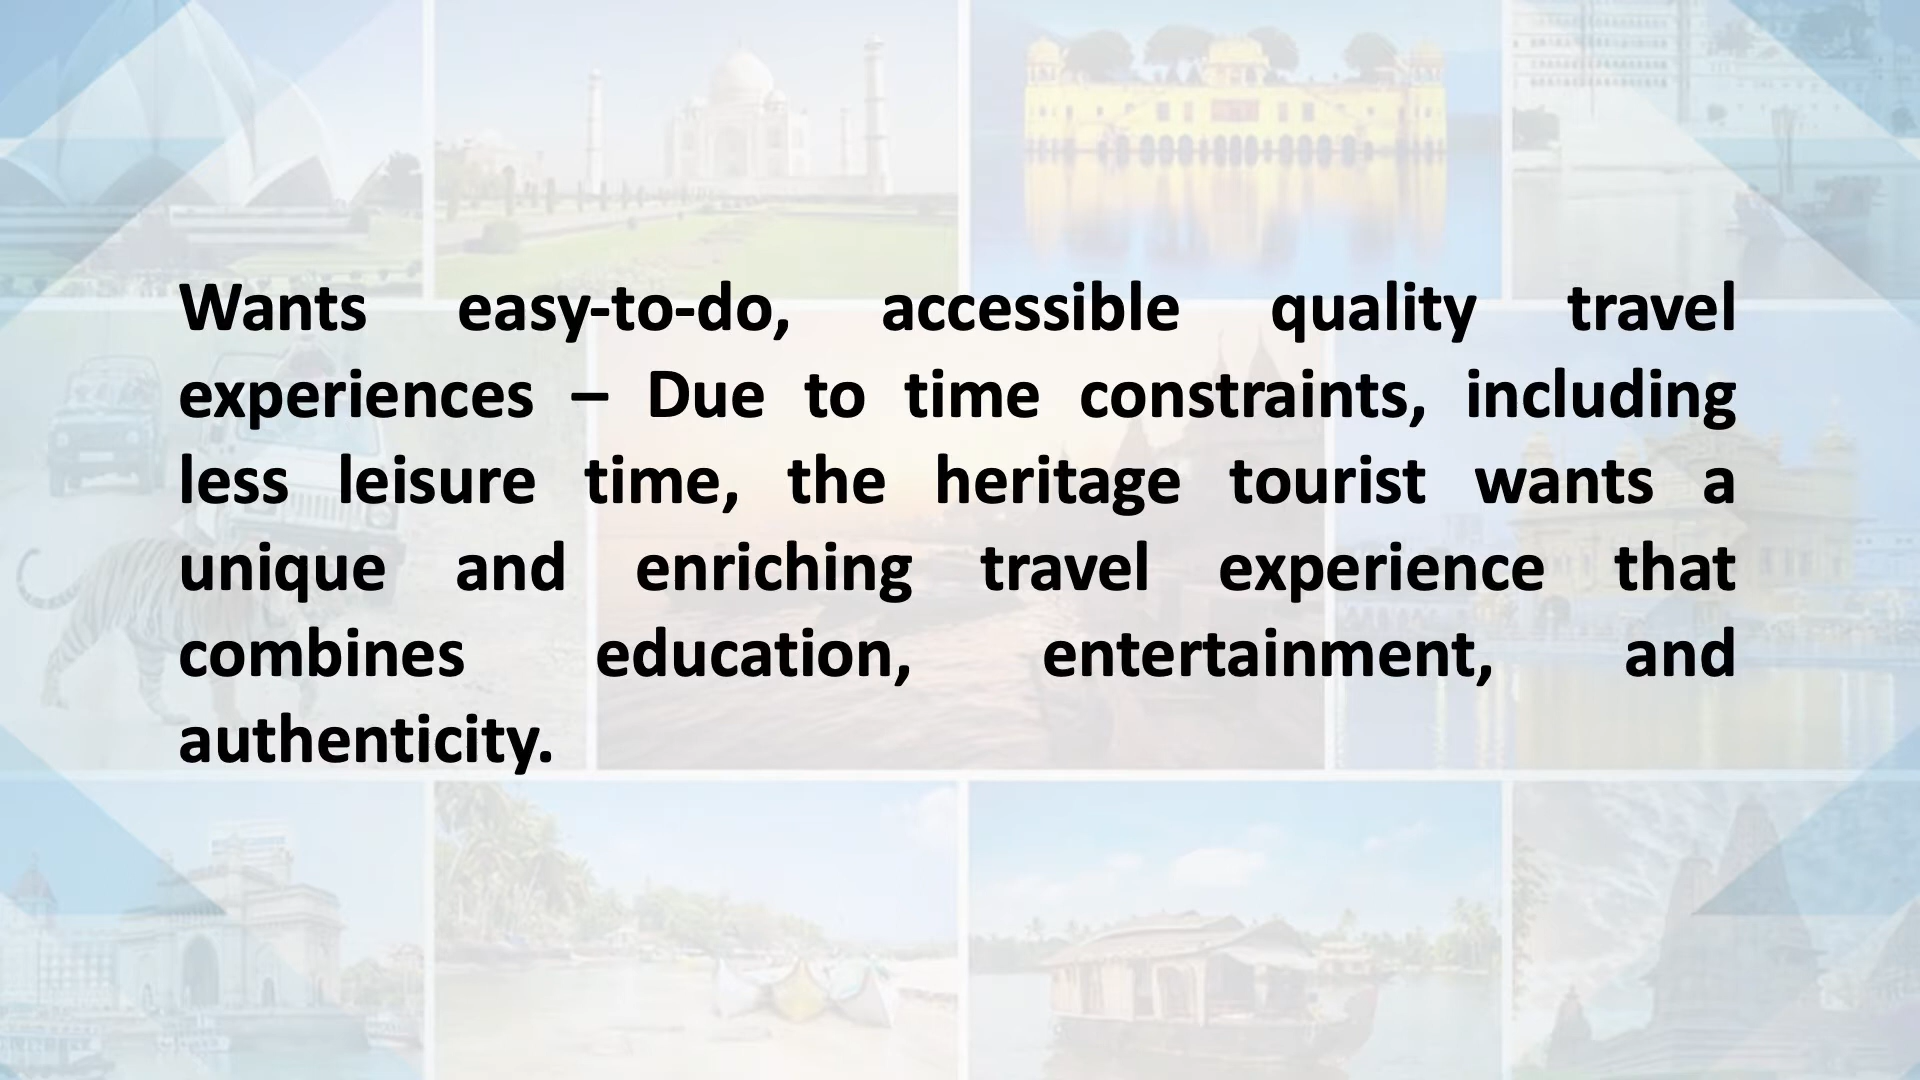 Wants easy-to-do, accessible quality travel
experiences – Due to time constraints, including
less leisure time, the heritage tourist wants a
unique and enriching travel experience that
combines education, entertainment, and
authenticity.